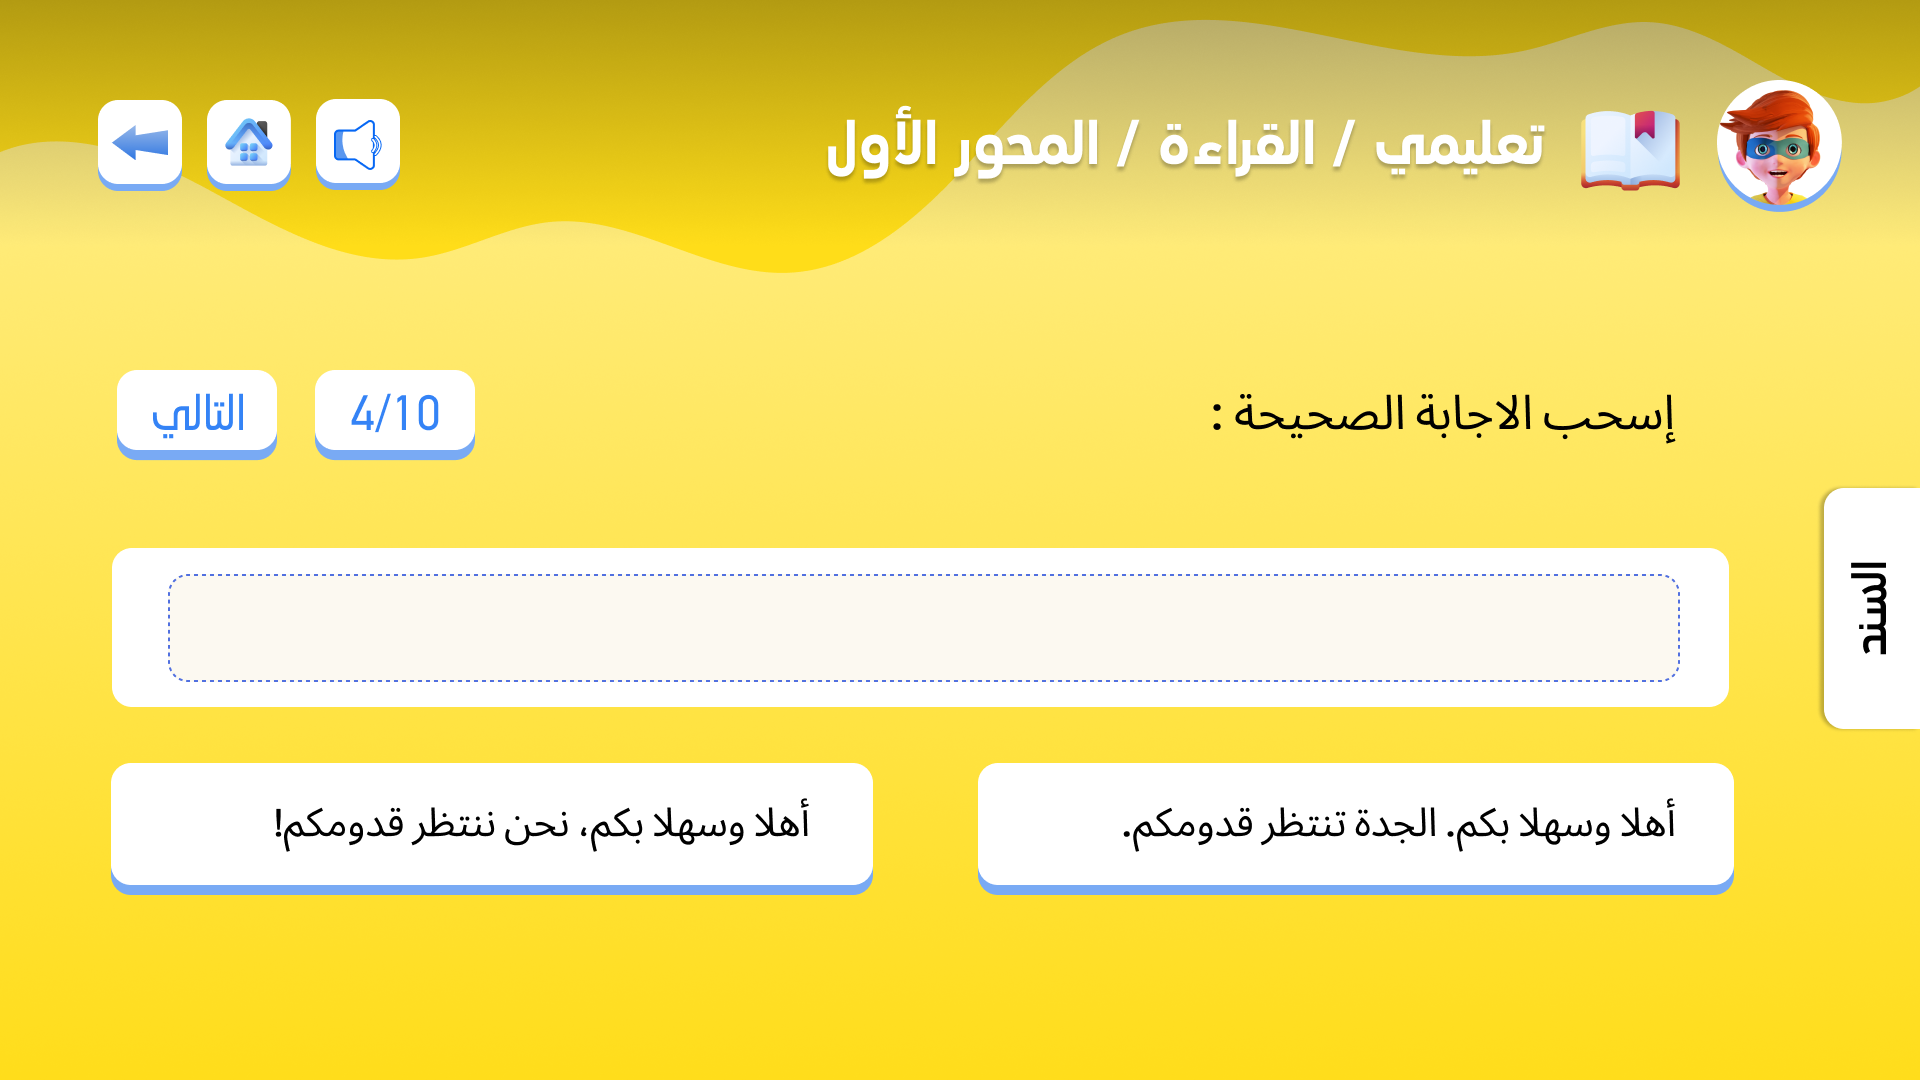 تعليمي / القراءة / المحور الأول
إسحب الاجابة الصحيحة :
4/10
التالي
السند
أهلا وسهلا بكم. الجدة تنتظر قدومكم.
أهلا وسهلا بكم، نحن ننتظر قدومكم!